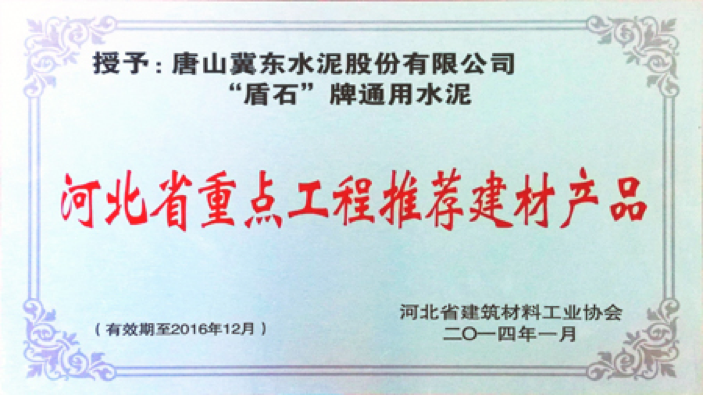 授予：唐山冀东水泥股份有限公司
“盾石”牌通用水泥
河北省重点工程推荐建材产品
河北省建筑材料工业协会
（有效期至2016年12月）
二〇一四年一月